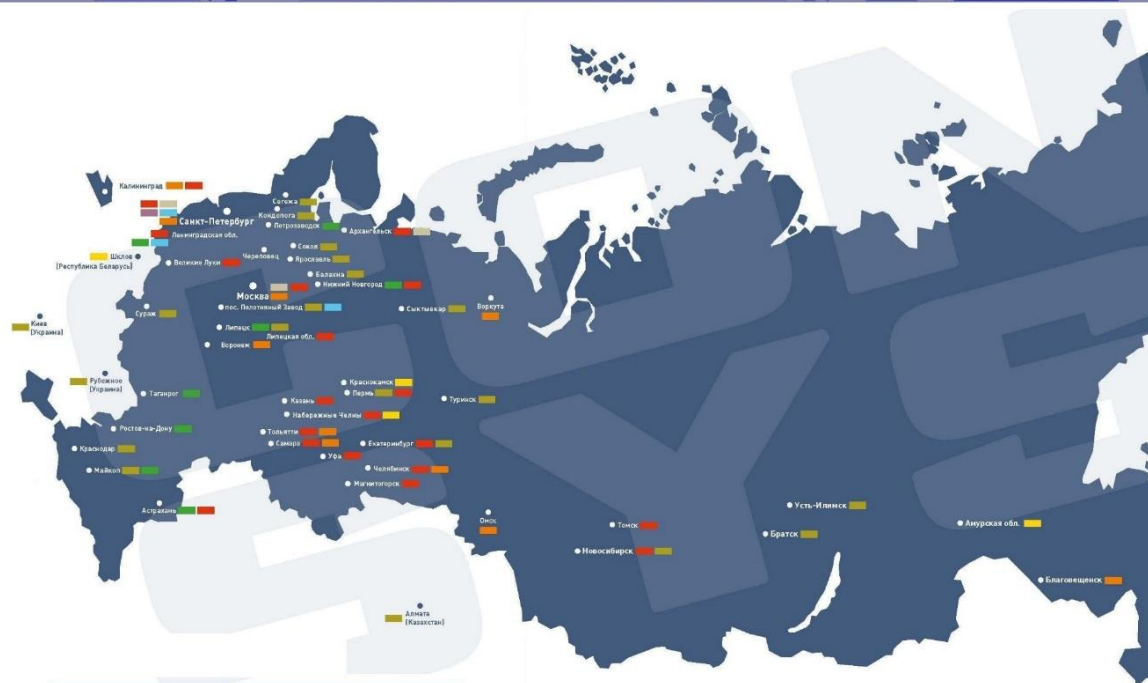 Калининград
Сегежа
Кондопога
Санкт-Петербург
Петрозаводск
Архангельск
Ленинградская обл.
Сокол
Шклов
(Республика Беларусь)
Великие Луки
Череповец
Ярославль
Балахна
Нижний Новгород
Москва
Сураж
пос. Полотняный Завод
Сыктывкар
Воркута
Киев
(Украина)
Липецк
Липецкая обл.
Воронеж
Рубежное
(Украина)
Краснокамск
Пермь
Таганрог
Казань
Туринск
Набережные Челны
Ростов-на-Дону
Тольятти
Самара
Екатеринбург
Краснодар
Уфа
Майкоп
Челябинск
Магнитогорск
Астрахань
Омск
Томск
Усть-Илимск
Амурская обл.
Братск
Новосибирск
Благовещенск
Алмата
(Казахстан)